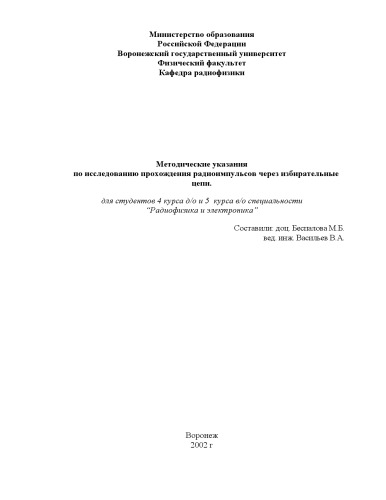 Министерство образования
Российской Федерации
Воронежский государственный университет
Физический факультет
Кафедра радиофизики
Методические указания
по исследованию прохождения радиоимпульсов через избирательные
цепи.
для студентов 4 курса д/о и 5 курса в/о специальности
“Радиофизика и электроника”
Составили: доц. Беспалова М.Б.
вед. инж. Васильев В.А.
Воронеж
2002 г